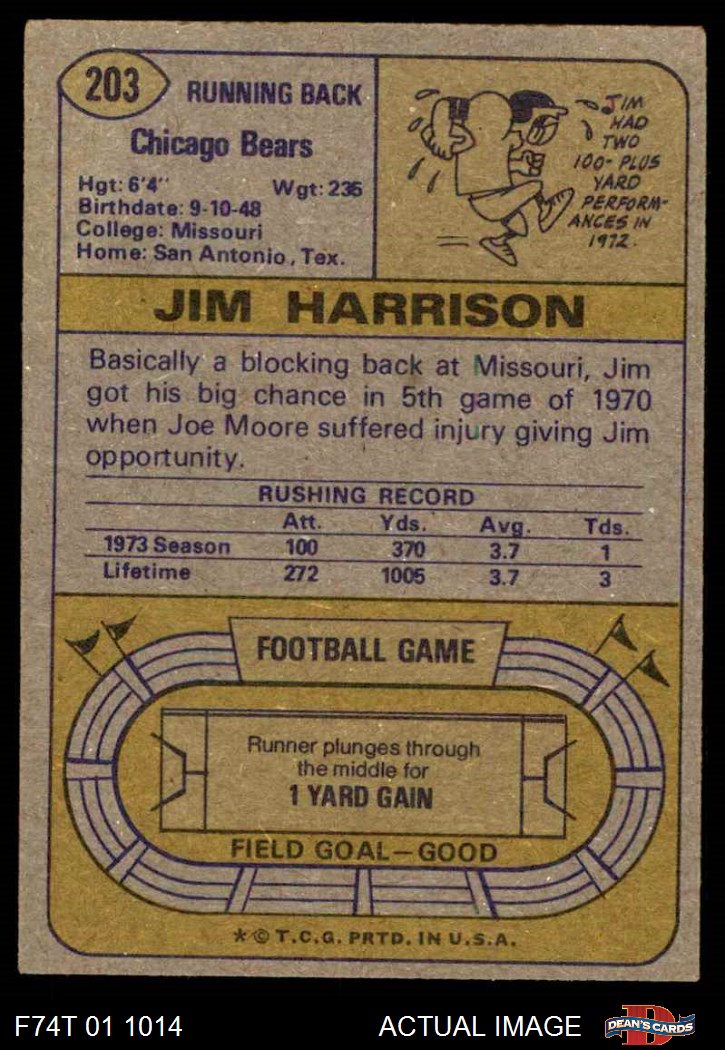 203
RUNNING BACK
Chicago Bears
Hgt: 6'4" Wgt: 235
Birthdate: 9-10-48
College: Missouri
Home: San Antonio, Tex.
JIM
HAD
TWO
100- PLUS
YARD
PERFORM-
ANCES IN
1972.
JIM HARRISON
Basically a blocking back at Missouri, Jim
got his big chance in 5th game of 1970
when Joe Moore suffered injury giving Jim
opportunity.
RUSHING RECORD
Att. Yds. Avg. Tds.
1973 Season 100 370 3.7 1
Lifetime 272 1005 3.7 3
FOOTBALL GAME
Runner plunges through
the middle for
1 YARD GAIN
FIELD GOAL—GOOD
* © T.C.G. PRTD. IN U.S.A.
F74T 01 1014 ACTUAL IMAGE
D
DEAN'S CARDS